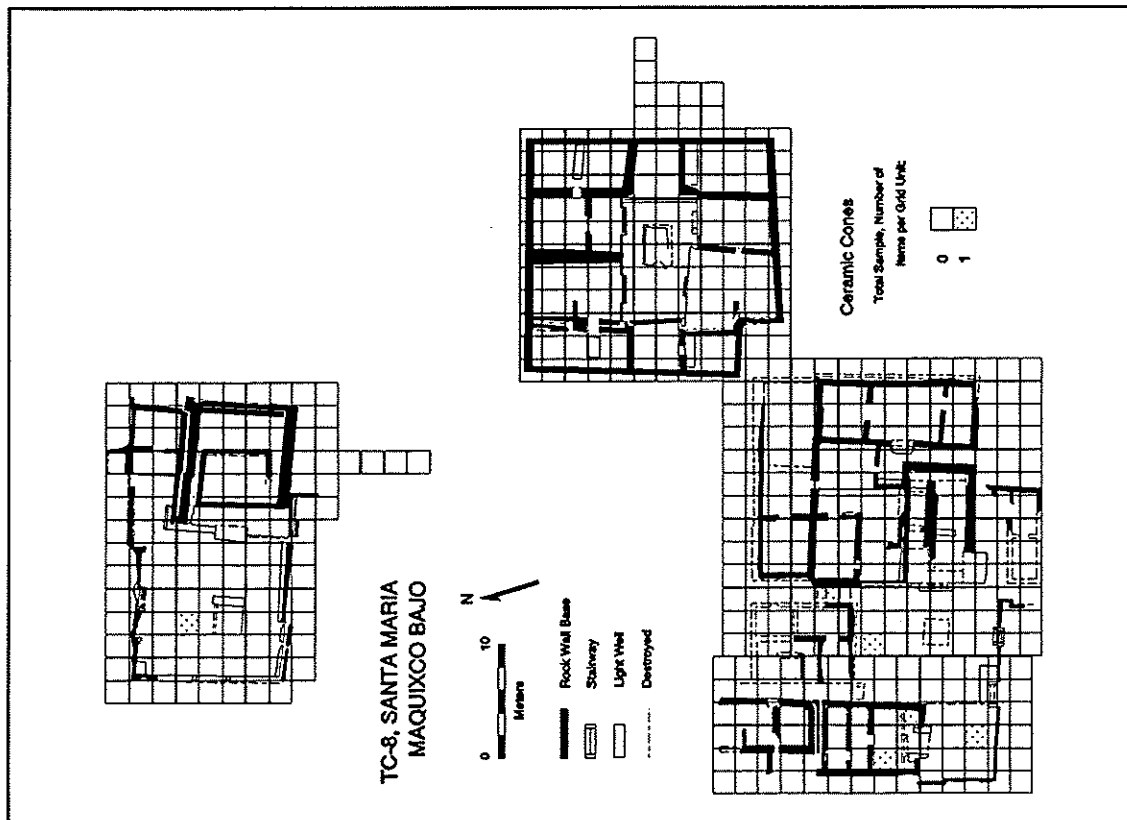 TC-8, SANTA MARIA
MAQUIXCO BAJO
N
0 10
Meters
Rock Wall Base
Stairway
Light Well
Destroyed
Ceramic Cones
Total Sample, Number of
Items per Grid Unit:
0
1